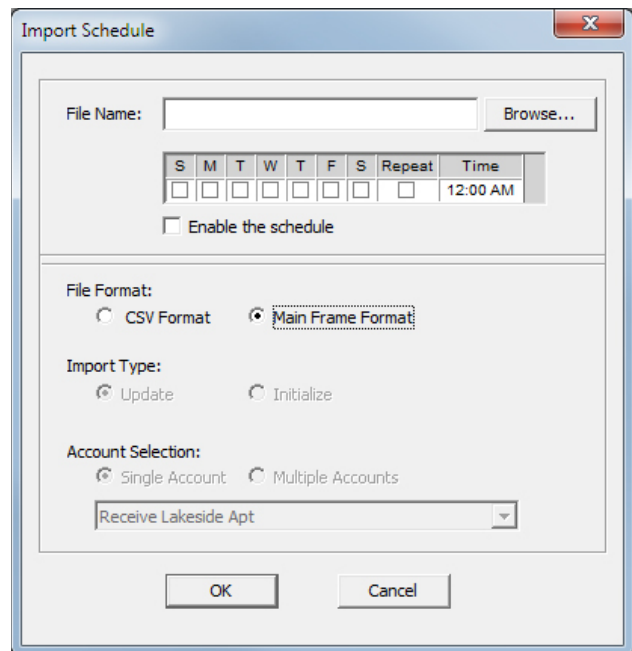 Import Schedule
File Name: Browse...
S M T W T F S Repeat Time
12:00 AM
Enable the schedule
File Format:
CSV Format Main Frame Format
Import Type:
Update Initialize
Account Selection:
Single Account Multiple Accounts
Receive Lakeside Apt
OK Cancel